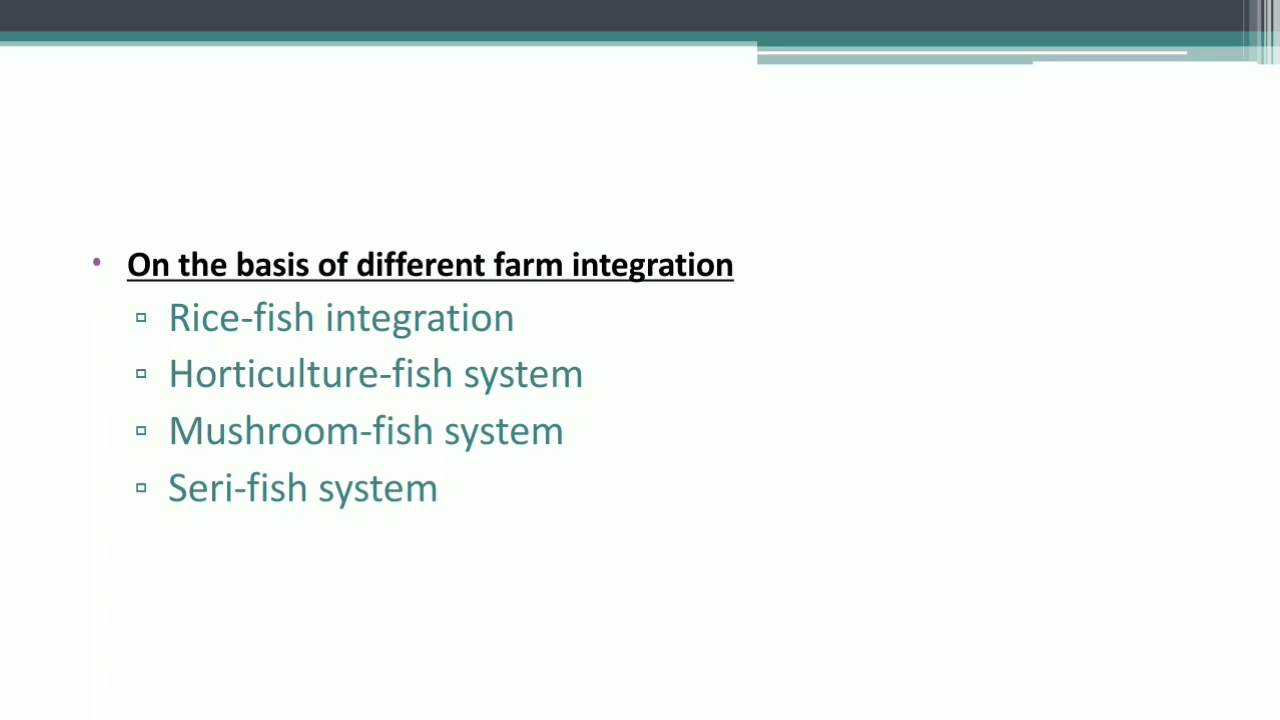 • On the basis of different farm integration
▫ Rice-fish integration
▫ Horticulture-fish system
▫ Mushroom-fish system
▫ Seri-fish system